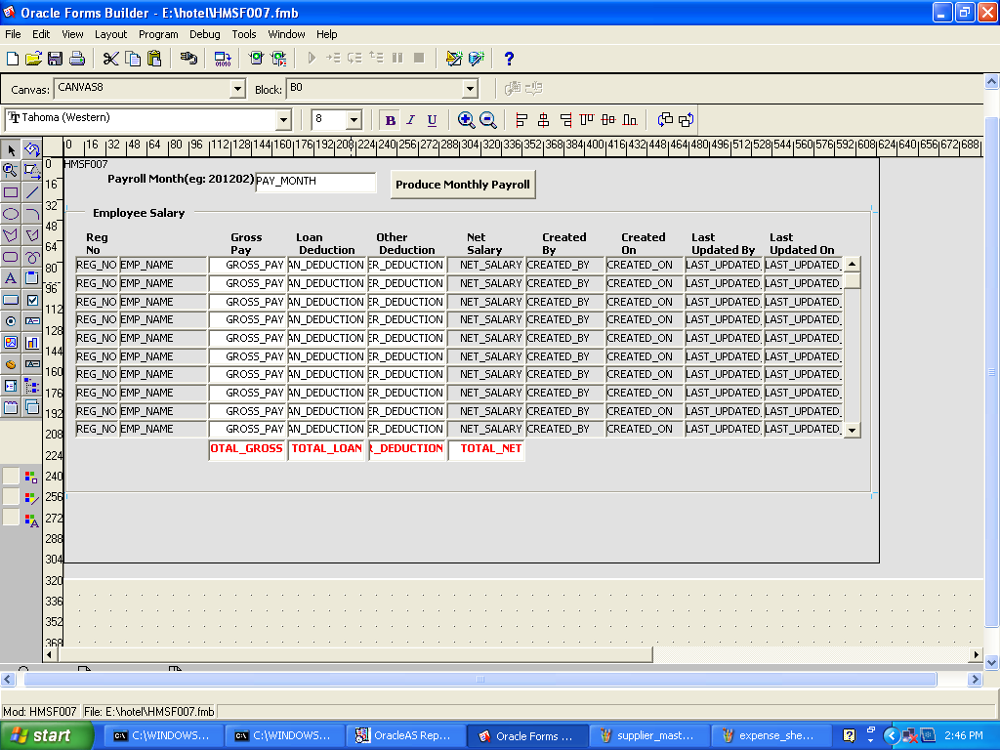 Oracle Forms Builder - E:\hotel\HMSF007.fmb
File Edit View Layout Program Debug Tools Window Help
Canvas: CANVAS8 Block: B0
Tahoma (Western) 8 B I U
0 16 32 48 64 80 96 112 128 144 160 176 192 208 224 240 256 272 288 304 320 336 352 368 384 400 416 432 448 464 480 496 512 528 544 560 576 592 608 624 640 656 672 688
HMSF007
Payroll Month(eg: 201202) PAY_MONTH Produce Monthly Payroll
Employee Salary
Reg Gross Loan Other Net Created Created Last Last
No Pay Deduction Deduction Salary By On Updated By Updated On
REG_NO EMP_NAME GROSS_PAY AN_DEDUCTION ER_DEDUCTION NET_SALARY CREATED_BY CREATED_ON LAST_UPDATED_ LAST_UPDATED_
REG_NO EMP_NAME GROSS_PAY AN_DEDUCTION ER_DEDUCTION NET_SALARY CREATED_BY CREATED_ON LAST_UPDATED_ LAST_UPDATED_
REG_NO EMP_NAME GROSS_PAY AN_DEDUCTION ER_DEDUCTION NET_SALARY CREATED_BY CREATED_ON LAST_UPDATED_ LAST_UPDATED_
REG_NO EMP_NAME GROSS_PAY AN_DEDUCTION ER_DEDUCTION NET_SALARY CREATED_BY CREATED_ON LAST_UPDATED_ LAST_UPDATED_
REG_NO EMP_NAME GROSS_PAY AN_DEDUCTION ER_DEDUCTION NET_SALARY CREATED_BY CREATED_ON LAST_UPDATED_ LAST_UPDATED_
REG_NO EMP_NAME GROSS_PAY AN_DEDUCTION ER_DEDUCTION NET_SALARY CREATED_BY CREATED_ON LAST_UPDATED_ LAST_UPDATED_
REG_NO EMP_NAME GROSS_PAY AN_DEDUCTION ER_DEDUCTION NET_SALARY CREATED_BY CREATED_ON LAST_UPDATED_ LAST_UPDATED_
REG_NO EMP_NAME GROSS_PAY AN_DEDUCTION ER_DEDUCTION NET_SALARY CREATED_BY CREATED_ON LAST_UPDATED_ LAST_UPDATED_
REG_NO EMP_NAME GROSS_PAY AN_DEDUCTION ER_DEDUCTION NET_SALARY CREATED_BY CREATED_ON LAST_UPDATED_ LAST_UPDATED_
REG_NO EMP_NAME GROSS_PAY AN_DEDUCTION ER_DEDUCTION NET_SALARY CREATED_BY CREATED_ON LAST_UPDATED_ LAST_UPDATED_
OTAL_GROSS TOTAL_LOAN R_DEDUCTION TOTAL_NET
0
16
32
48
64
80
96
112
128
144
160
176
192
208
224
240
256
272
288
304
320
336
352
368
Mod: HMSF007 File: E:\hotel\HMSF007.fmb
start C:\WINDOWS... C:\WINDOWS... OracleAS Rep... Oracle Forms ... supplier_mast... expense_she... 2:46 PM